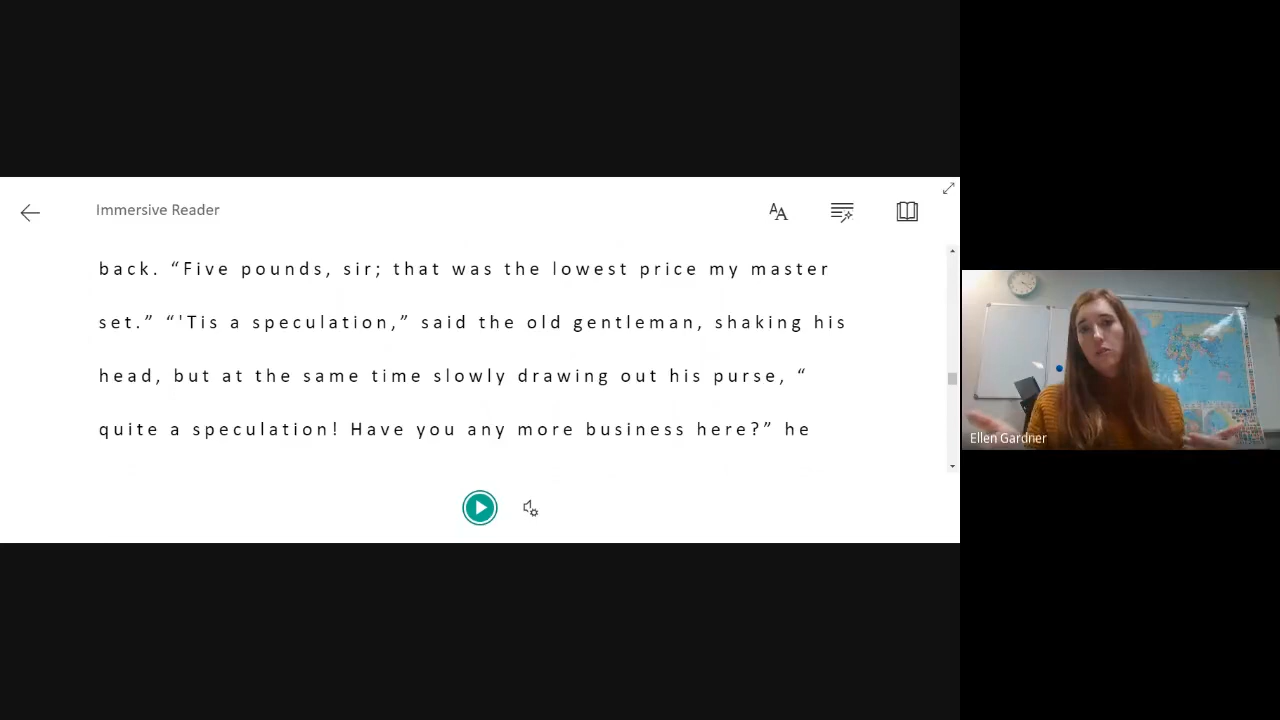 Immersive Reader
back. “Five pounds, sir; that was the lowest price my master
set.” “'Tis a speculation,” said the old gentleman, shaking his
head, but at the same time slowly drawing out his purse, “
quite a speculation! Have you any more business here?” he
Ellen Gardner